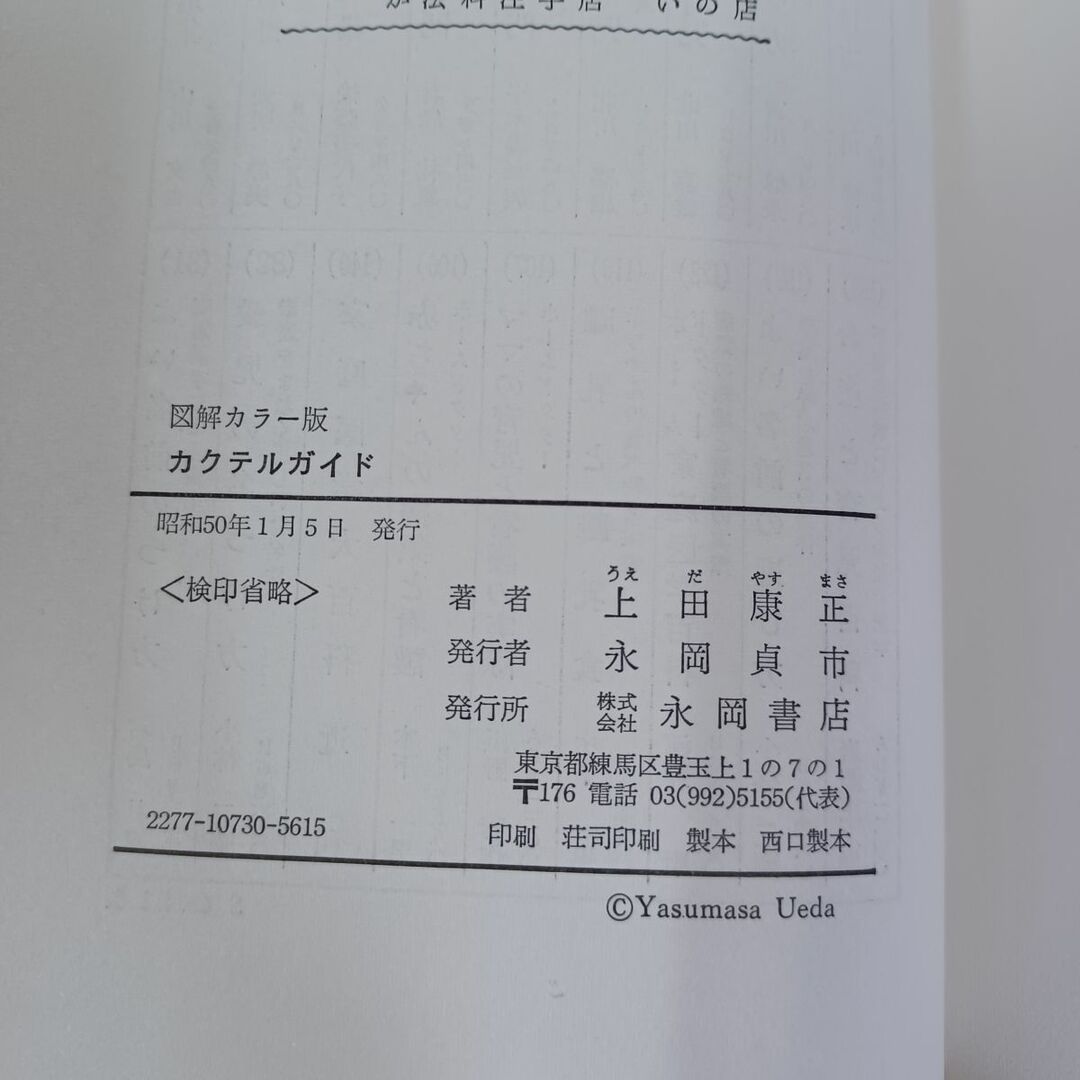 いの店
図解カラー版
カクテルガイド
昭和50年1月5日 発行
<検印省略>
うえ だ やす まさ
著者 上田康正
発行者 永岡貞市
発行所 株式会社 永岡書店
東京都練馬区豊玉上1の7の1
〒176 電話 03(992)5155(代表)
2277-10730-5615
印刷 荘司印刷 製本 西口製本
©Yasumasa Ueda